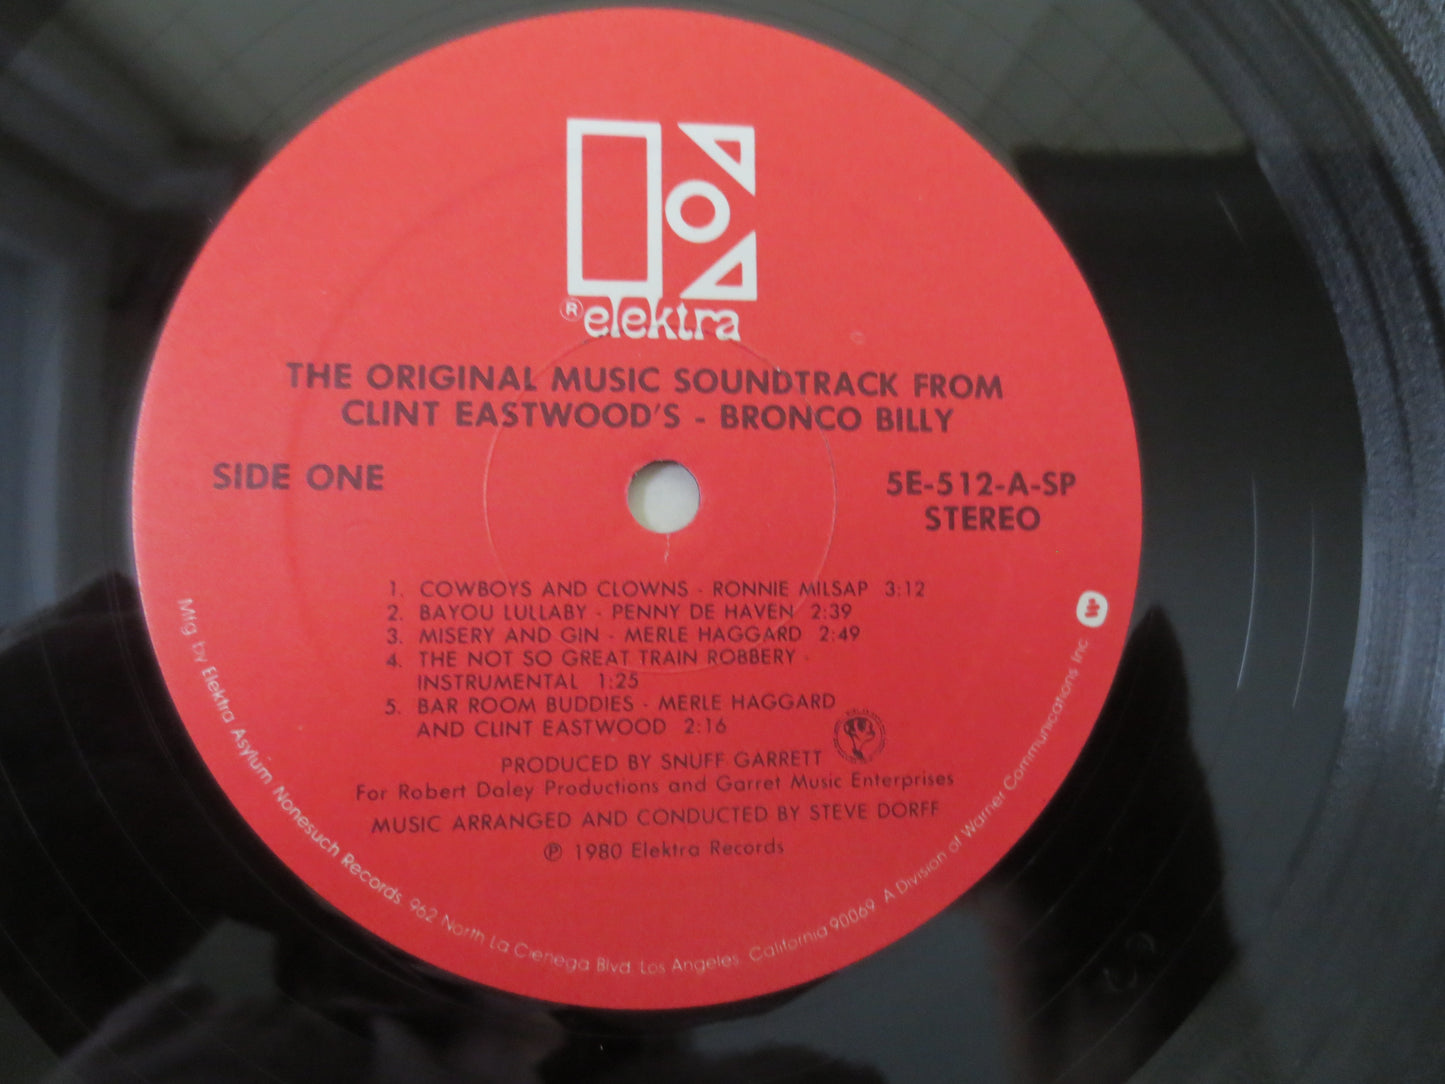 ® elektra
THE ORIGINAL MUSIC SOUNDTRACK FROM
CLINT EASTWOOD'S - BRONCO BILLY
SIDE ONE
5E-512-A-SP
STEREO
1. COWBOYS AND CLOWNS - RONNIE MILSAP 3:12
2. BAYOU LULLABY - PENNY DE HAVEN 2:39
3. MISERY AND GIN - MERLE HAGGARD 2:49
4. THE NOT SO GREAT TRAIN ROBBERY -
INSTRUMENTAL 1:25
5. BAR ROOM BUDDIES - MERLE HAGGARD
AND CLINT EASTWOOD 2:16
PRODUCED BY SNUFF GARRETT
For Robert Daley Productions and Garret Music Enterprises
MUSIC ARRANGED AND CONDUCTED BY STEVE DORFF
℗ 1980 Elektra Records
Mfg. by Elektra Asylum Nonesuch Records. 962 North La Cienega Blvd. Los Angeles, California 90069. A Division of Warner Communications Inc.